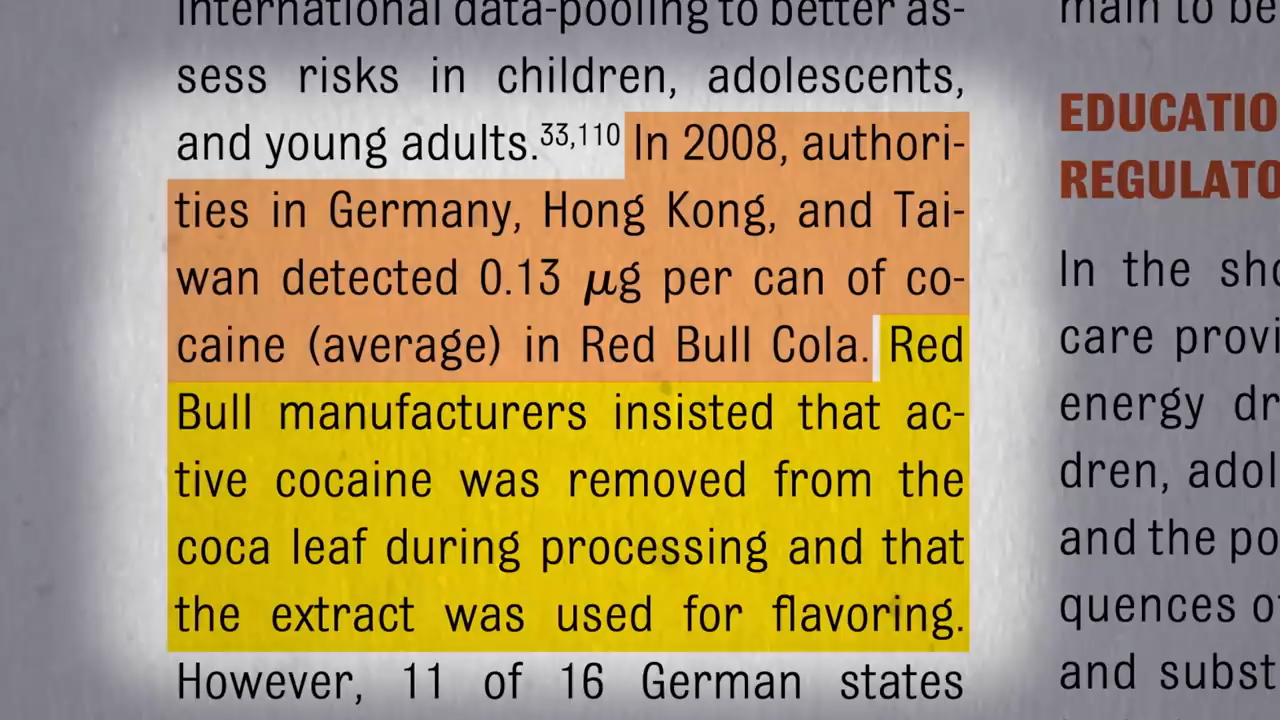 international data-pooling to better as-
sess risks in children, adolescents,
and young adults.33,110 In 2008, authori-
ties in Germany, Hong Kong, and Tai-
wan detected 0.13 μg per can of co-
caine (average) in Red Bull Cola. Red
Bull manufacturers insisted that ac-
tive cocaine was removed from the
coca leaf during processing and that
the extract was used for flavoring.
However, 11 of 16 German states
main to be
EDUCATIO
REGULATO
In the sho
care provi
energy dr
dren, adol
and the po
quences of
and subst